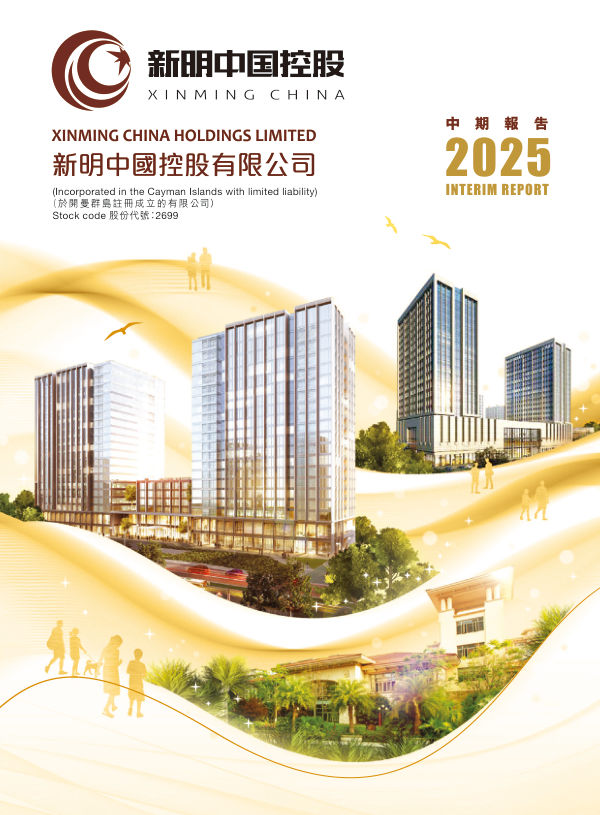 新明中国控股
XINMING CHINA
XINMING CHINA HOLDINGS LIMITED
新明中國控股有限公司
(Incorporated in the Cayman Islands with limited liability)
(於開曼群島註冊成立的有限公司)
Stock code 股份代號:2699
中期報告
2025
INTERIM REPORT